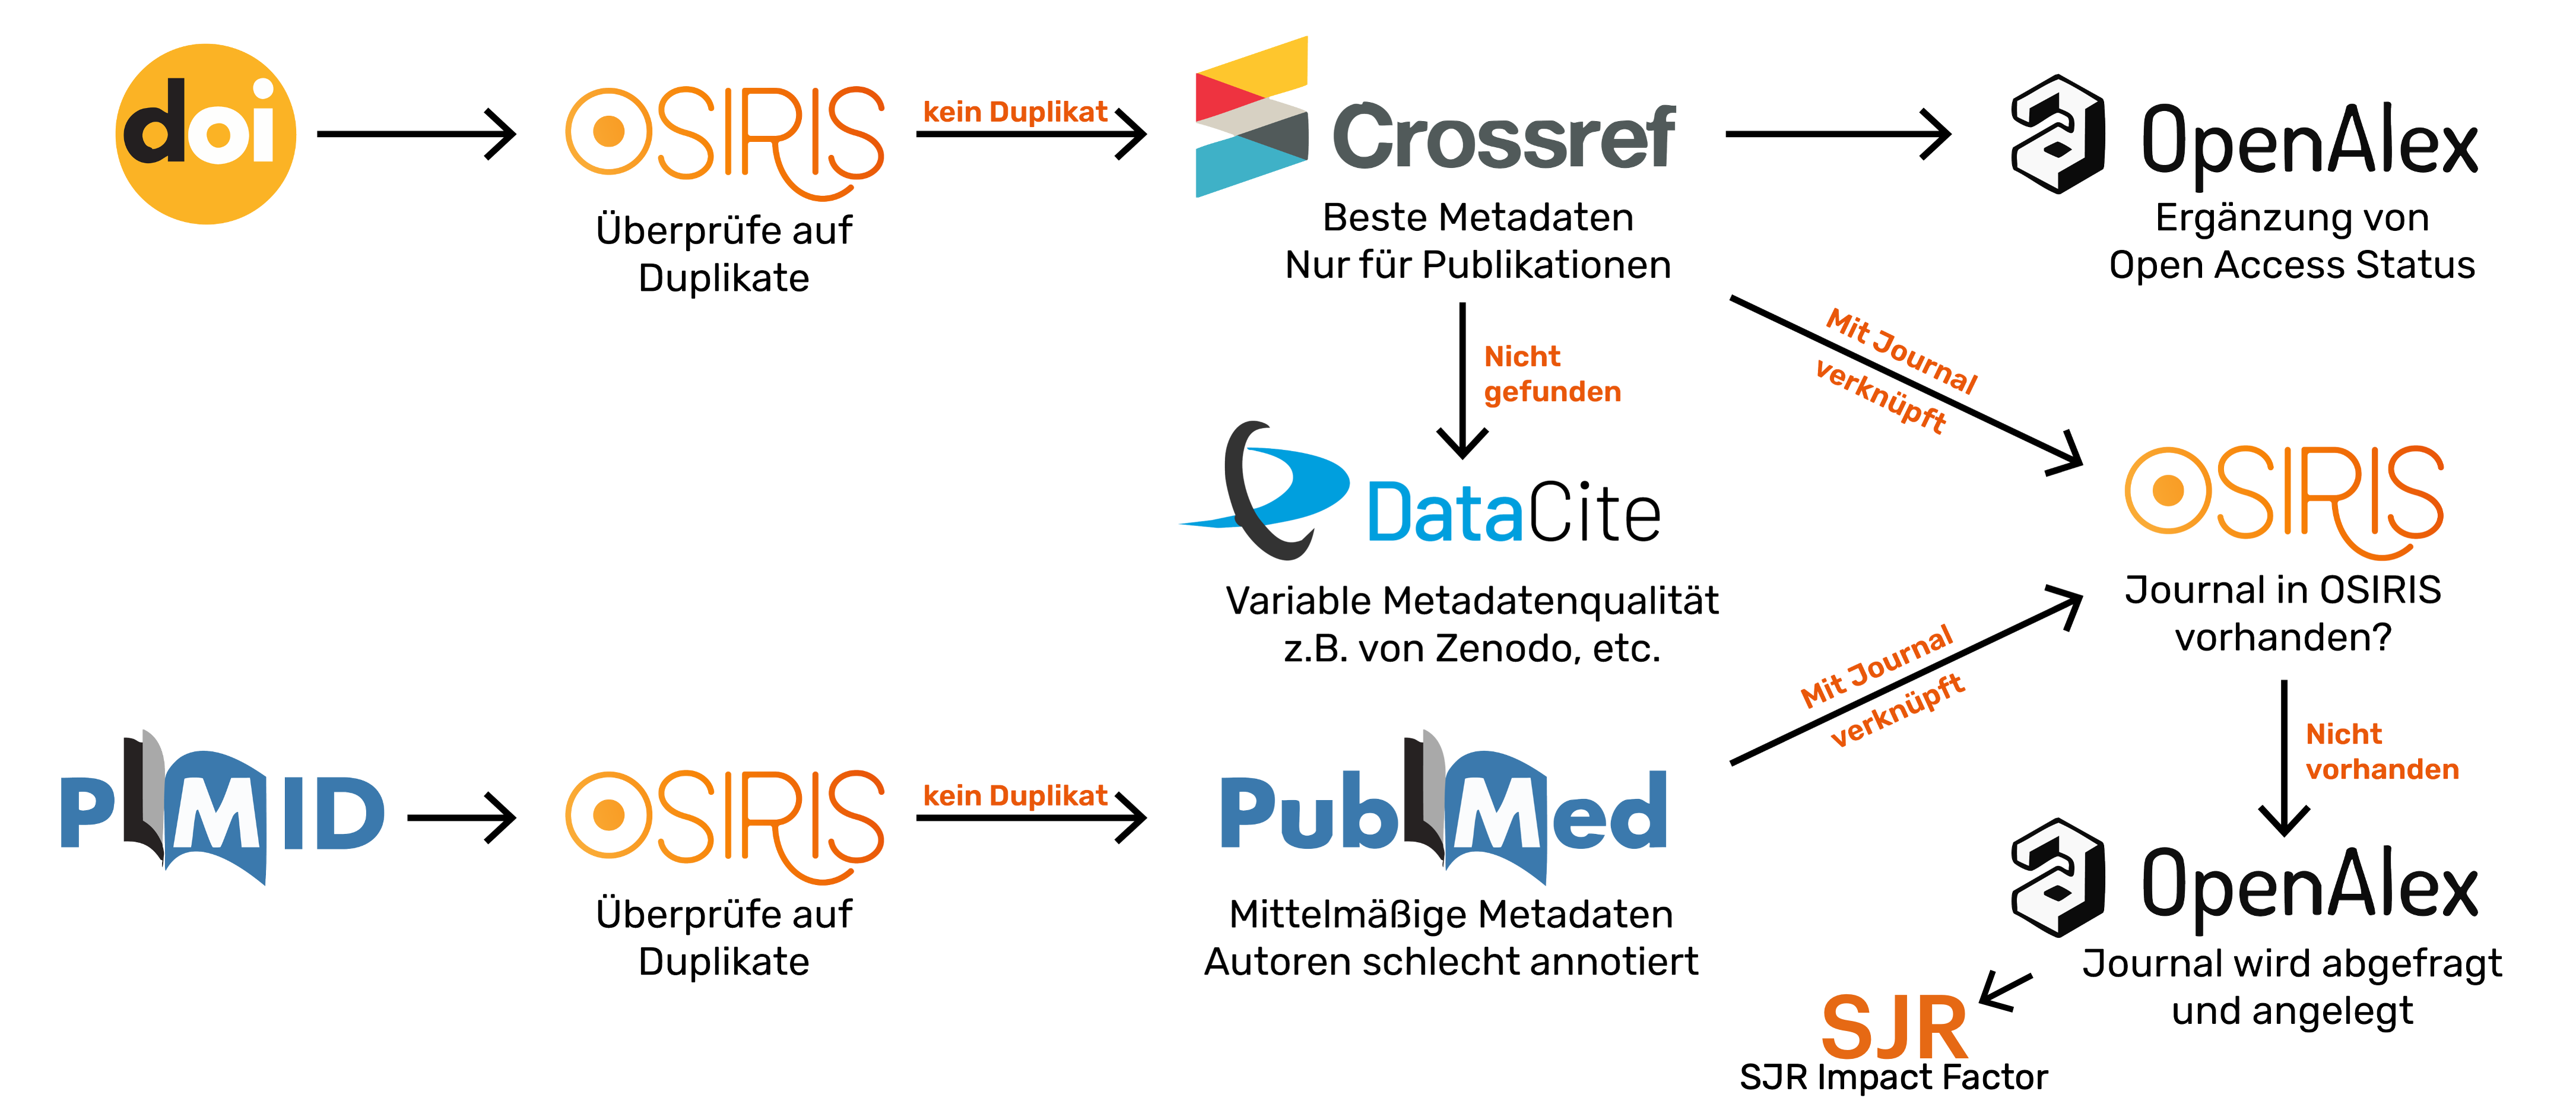 doi
OSIRIS
Überprüfe auf
Duplikate
kein Duplikat
Crossref
Beste Metadaten
Nur für Publikationen
OpenAlex
Ergänzung von
Open Access Status
Nicht
gefunden
Mit Journal
verknüpft
DataCite
Variable Metadatenqualität
z.B. von Zenodo, etc.
OSIRIS
Journal in OSIRIS
vorhanden?
PMID
OSIRIS
Überprüfe auf
Duplikate
kein Duplikat
PubMed
Mittelmäßige Metadaten
Autoren schlecht annotiert
Mit Journal
verknüpft
Nicht
vorhanden
OpenAlex
Journal wird abgefragt
und angelegt
SJR
SJR Impact Factor